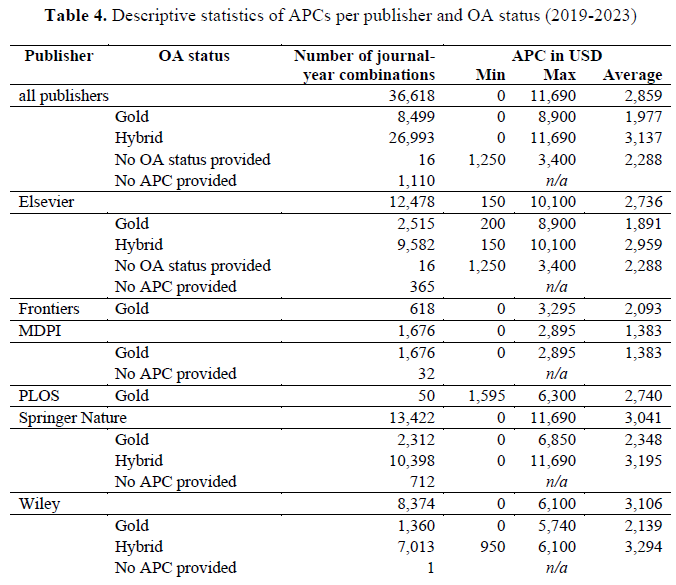 Table 4. Descriptive statistics of APCs per publisher and OA status (2019-2023)
Publisher OA status Number of journal- APC in USD
year combinations Min Max Average
all publishers 36,618 0 11,690 2,859
Gold 8,499 0 8,900 1,977
Hybrid 26,993 0 11,690 3,137
No OA status provided 16 1,250 3,400 2,288
No APC provided 1,110 n/a
Elsevier 12,478 150 10,100 2,736
Gold 2,515 200 8,900 1,891
Hybrid 9,582 150 10,100 2,959
No OA status provided 16 1,250 3,400 2,288
No APC provided 365 n/a
Frontiers Gold 618 0 3,295 2,093
MDPI 1,676 0 2,895 1,383
Gold 1,676 0 2,895 1,383
No APC provided 32 n/a
PLOS Gold 50 1,595 6,300 2,740
Springer Nature 13,422 0 11,690 3,041
Gold 2,312 0 6,850 2,348
Hybrid 10,398 0 11,690 3,195
No APC provided 712 n/a
Wiley 8,374 0 6,100 3,106
Gold 1,360 0 5,740 2,139
Hybrid 7,013 950 6,100 3,294
No APC provided 1 n/a